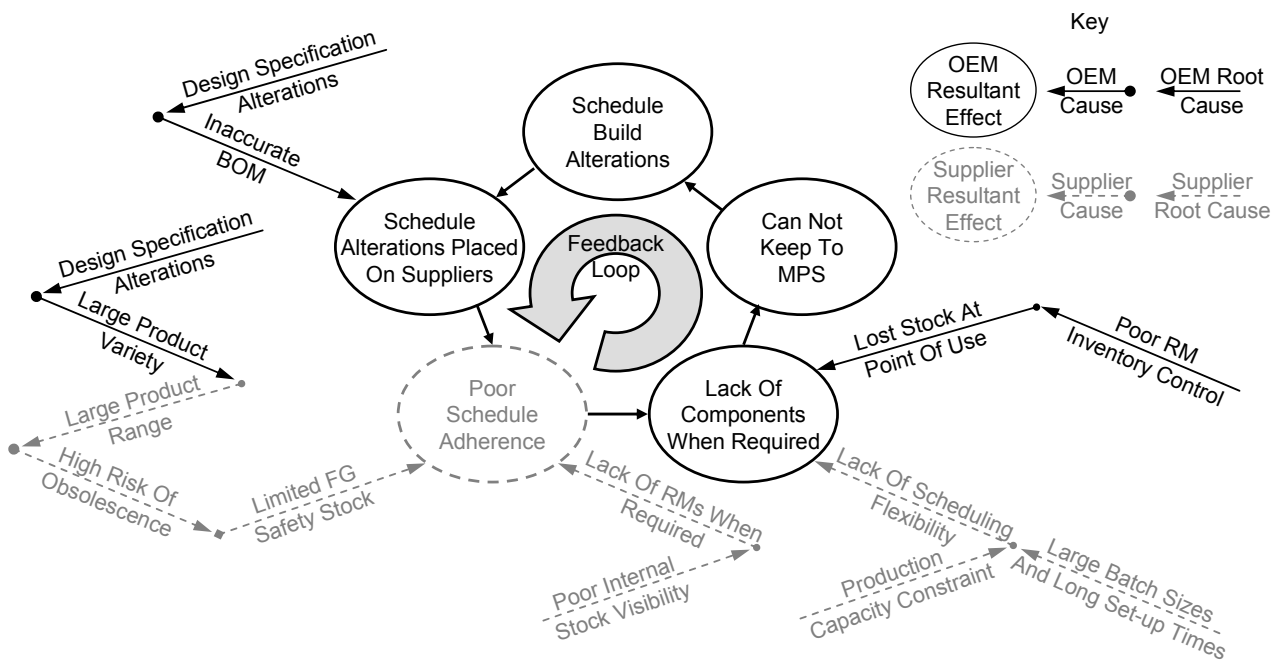 Key
OEM
Resultant
Effect
OEM
Cause
OEM Root
Cause
Supplier
Resultant
Effect
Supplier
Cause
Supplier
Root Cause
Design Specification
Alterations
Inaccurate
BOM
Schedule
Build
Alterations
Schedule
Alterations Placed
On Suppliers
Feedback
Loop
Can Not
Keep To
MPS
Design Specification
Alterations
Large Product
Variety
Lost Stock At
Point Of Use
Poor RM
Inventory Control
Large Product
Range
Poor
Schedule
Adherence
Lack Of
Components
When Required
High Risk Of
Obsolescence
Limited FG
Safety Stock
Lack Of RMs When
Required
Lack Of Scheduling
Flexibility
Poor Internal
Stock Visibility
Production
Capacity Constraint
Large Batch Sizes
And Long Set-up Times